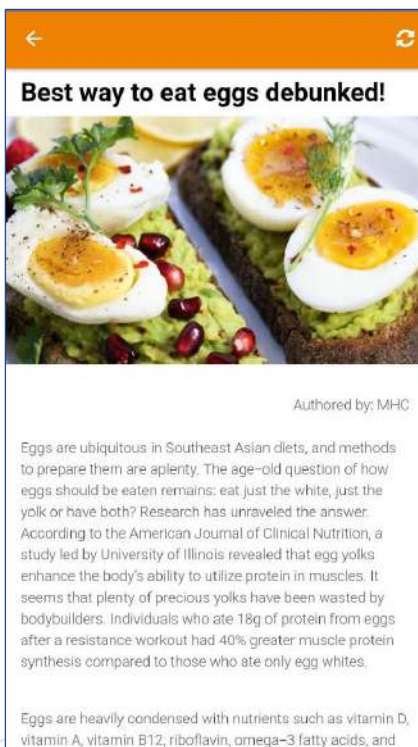 Best way to eat eggs debunked!
Authored by: MHC
Eggs are ubiquitous in Southeast Asian diets, and methods
to prepare them are aplenty. The age-old question of how
eggs should be eaten remains: eat just the white, just the
yolk or have both? Research has unraveled the answer.
According to the American Journal of Clinical Nutrition, a
study led by University of Illinois revealed that egg yolks
enhance the body's ability to utilize protein in muscles. It
seems that plenty of precious yolks have been wasted by
bodybuilders. Individuals who ate 18g of protein from eggs
after a resistance workout had 40% greater muscle protein
synthesis compared to those who ate only egg whites.
Eggs are heavily condensed with nutrients such as vitamin D,
vitamin A, vitamin B12, riboflavin, omega-3 fatty acids, and